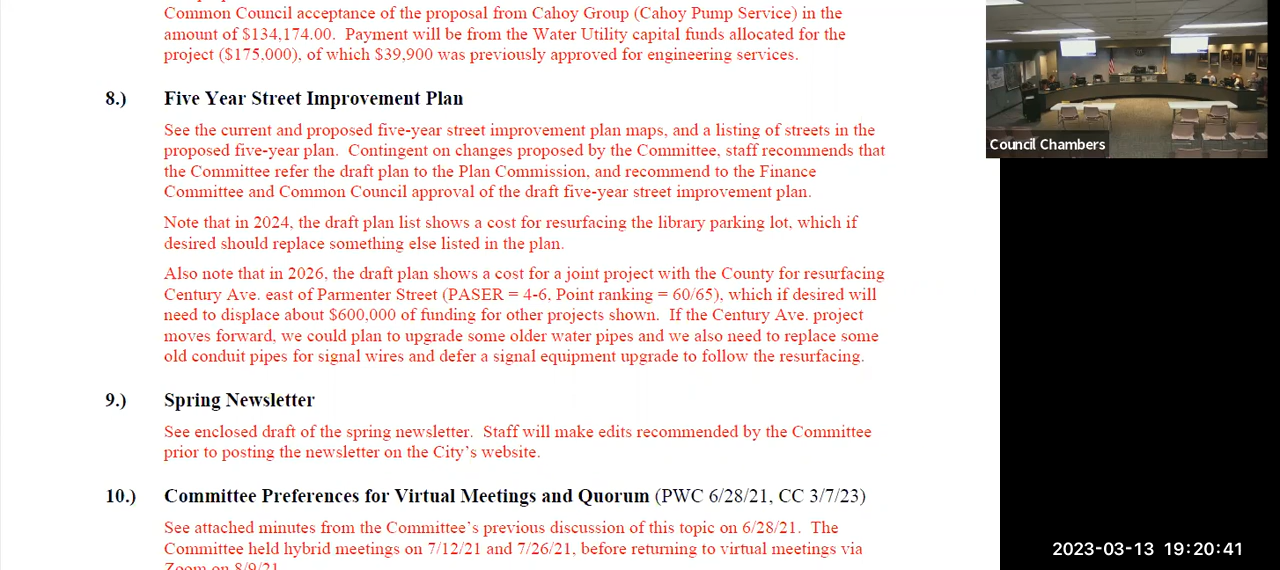 Common Council acceptance of the proposal from Cahoy Group (Cahoy Pump Service) in the
amount of $134,174.00.  Payment will be from the Water Utility capital funds allocated for the
project ($175,000), of which $39,900 was previously approved for engineering services.
8.) Five Year Street Improvement Plan
See the current and proposed five-year street improvement plan maps, and a listing of streets in the
proposed five-year plan.  Contingent on changes proposed by the Committee, staff recommends that
the Committee refer the draft plan to the Plan Commission, and recommend to the Finance
Committee and Common Council approval of the draft five-year street improvement plan.
Note that in 2024, the draft plan list shows a cost for resurfacing the library parking lot, which if
desired should replace something else listed in the plan.
Also note that in 2026, the draft plan shows a cost for a joint project with the County for resurfacing
Century Ave. east of Parmenter Street (PASER = 4-6, Point ranking = 60/65), which if desired will
need to displace about $600,000 of funding for other projects shown.  If the Century Ave. project
moves forward, we could plan to upgrade some older water pipes and we also need to replace some
old conduit pipes for signal wires and defer a signal equipment upgrade to follow the resurfacing.
9.) Spring Newsletter
See enclosed draft of the spring newsletter.  Staff will make edits recommended by the Committee
prior to posting the newsletter on the City's website.
10.) Committee Preferences for Virtual Meetings and Quorum (PWC 6/28/21, CC 3/7/23)
See attached minutes from the Committee's previous discussion of this topic on 6/28/21.  The
Committee held hybrid meetings on 7/12/21 and 7/26/21, before returning to virtual meetings via
Zoom on 8/9/21.
Council Chambers
2023-03-13 19:20:41